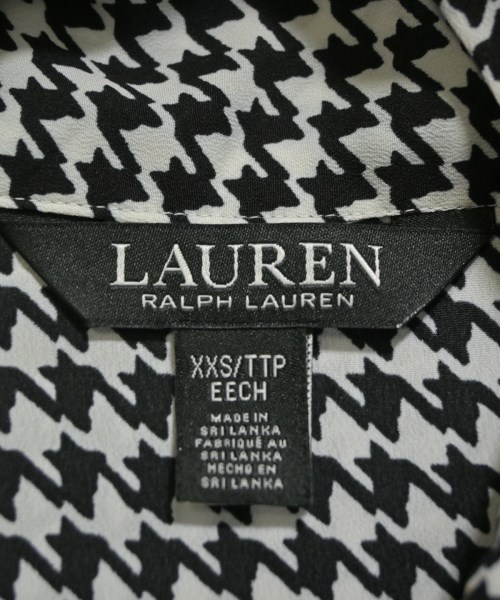 LAUREN
RALPH LAUREN
XXS/TTP
EECH
MADE IN
SRI LANKA
FABRIQUÉ AU
SRI LANKA
HECHO EN
SRI LANKA